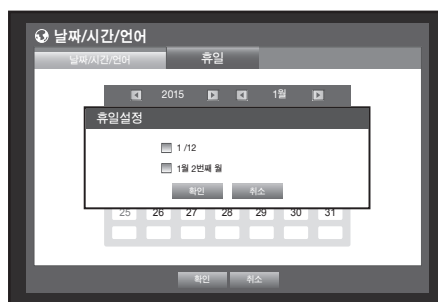 날짜/시간/언어
날짜/시간/언어 휴일
2015 1월
휴일설정
1 /12
1월 2번째 월
확인 취소
25 26 27 28 29 30 31
확인 취소